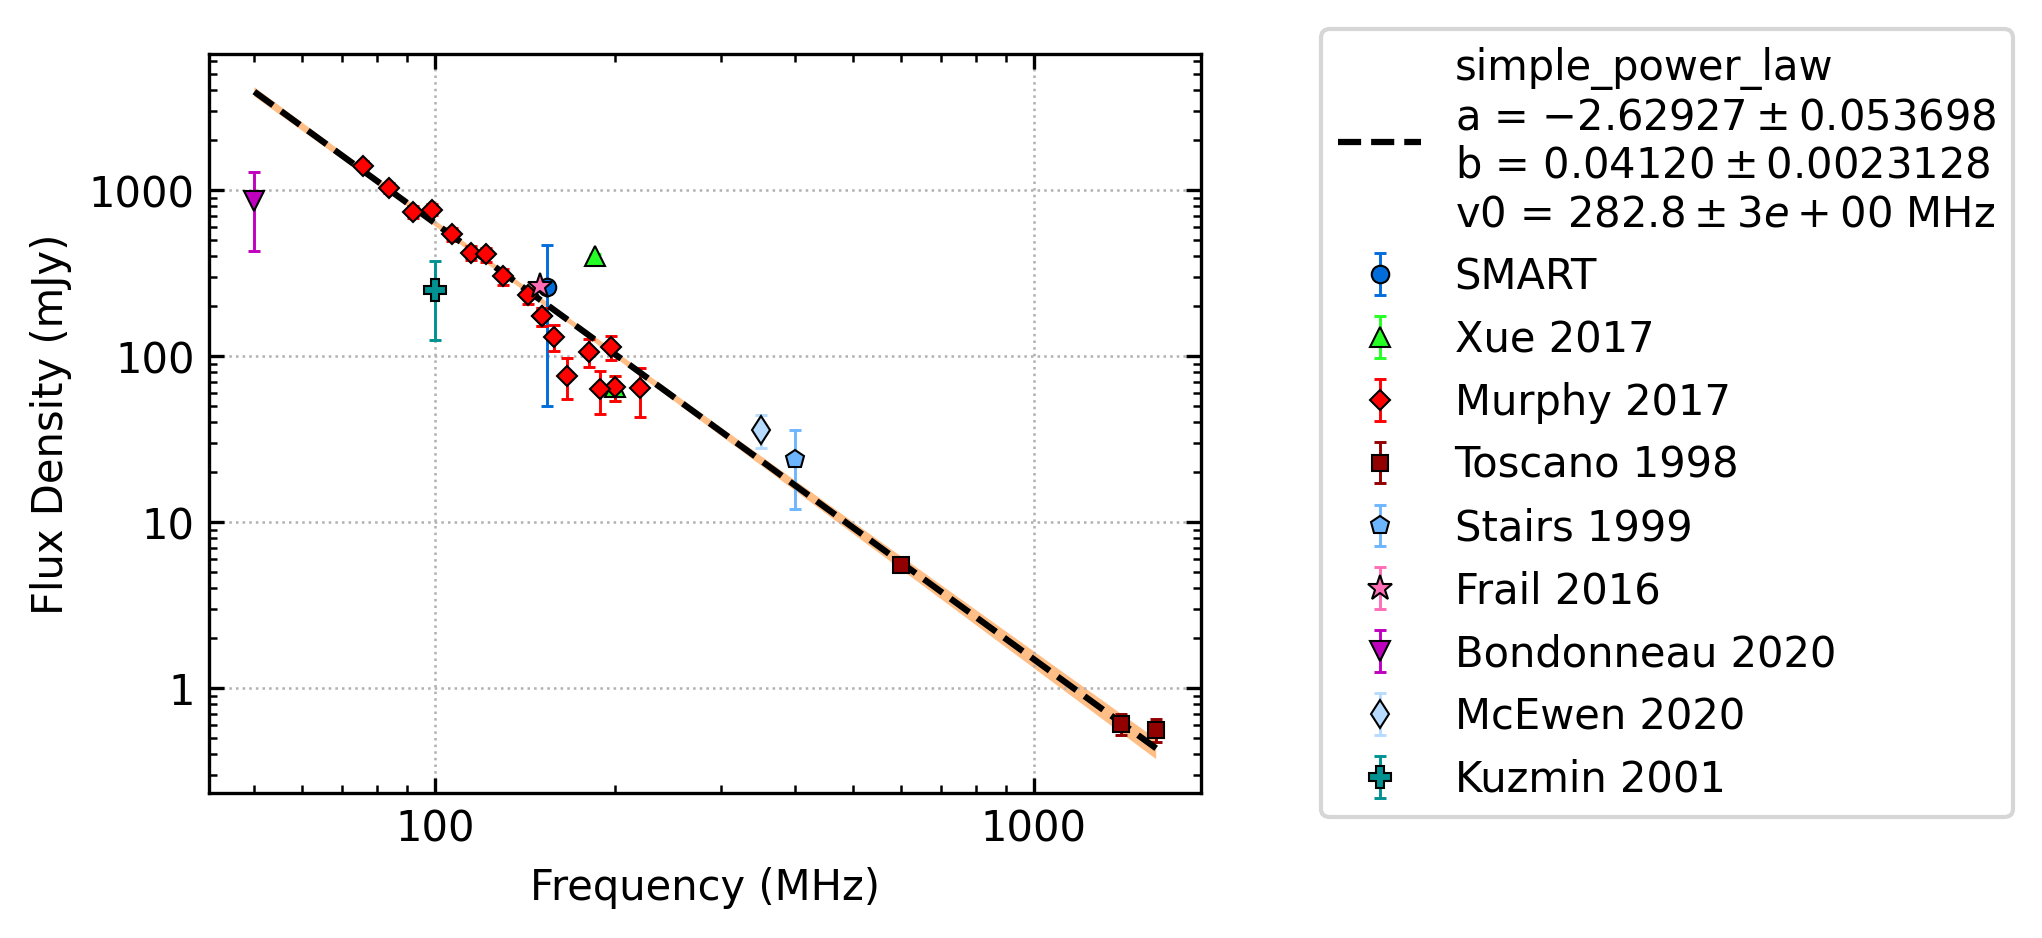 1000
100
10
1
Flux Density (mJy)
100
1000
Frequency (MHz)
simple_power_law
a = −2.62927 ± 0.053698
b = 0.04120 ± 0.0023128
v0 = 282.8 ± 3e + 00 MHz
SMART
Xue 2017
Murphy 2017
Toscano 1998
Stairs 1999
Frail 2016
Bondonneau 2020
McEwen 2020
Kuzmin 2001